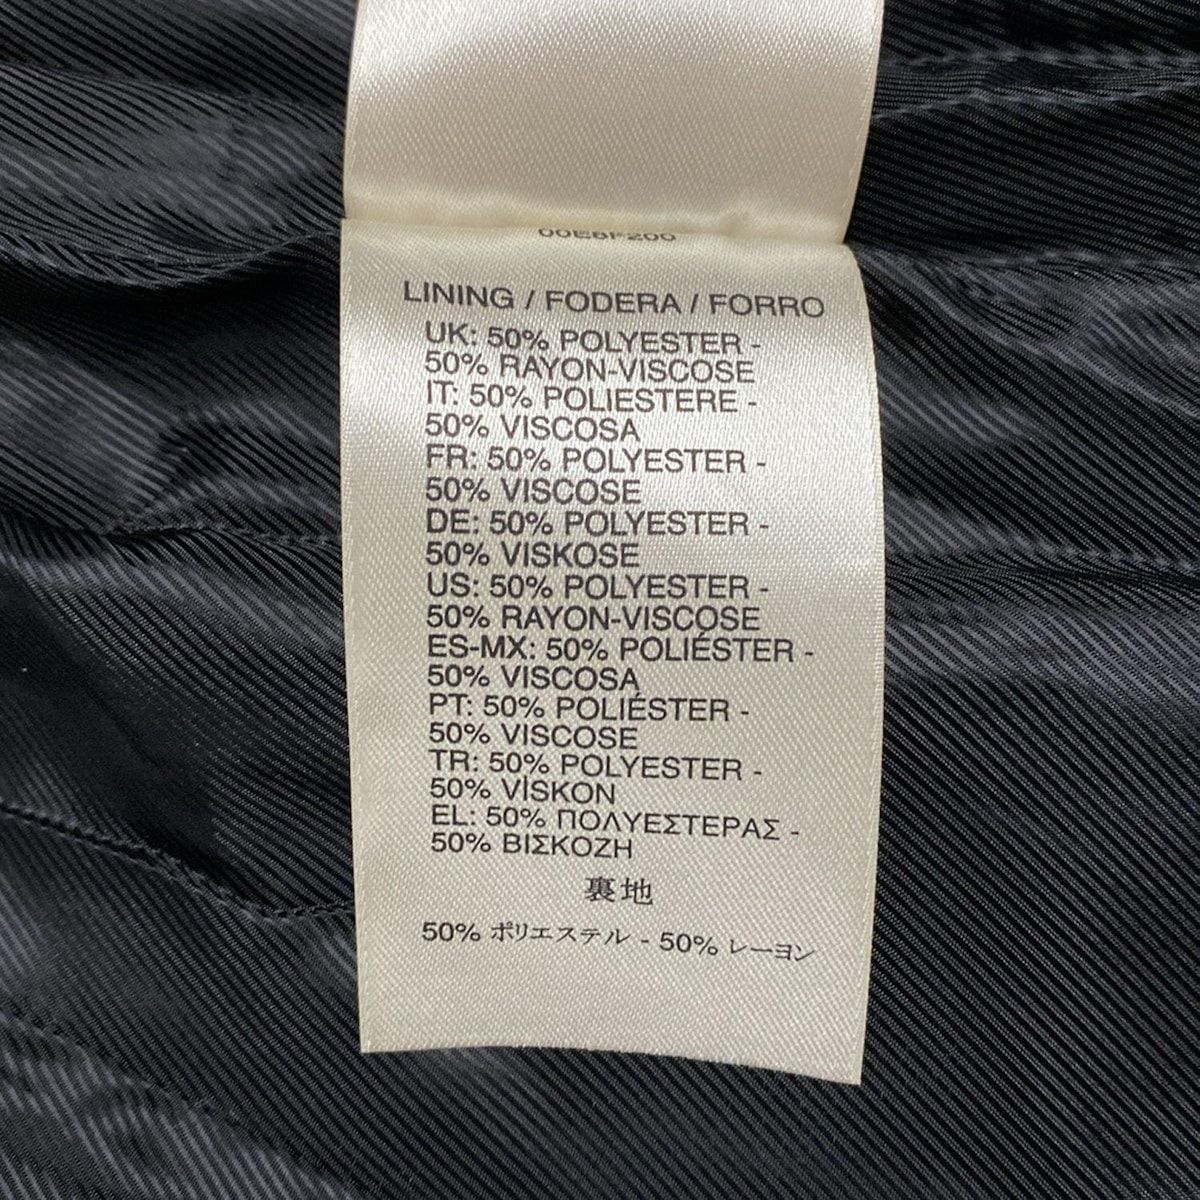 LINING / FODERA / FORRO
UK: 50% POLYESTER -
50% RAYON-VISCOSE
IT: 50% POLIESTERE -
50% VISCOSA
FR: 50% POLYESTER -
50% VISCOSE
DE: 50% POLYESTER -
50% VISKOSE
US: 50% POLYESTER -
50% RAYON-VISCOSE
ES-MX: 50% POLIÉSTER -
50% VISCOSA
PT: 50% POLIÉSTER -
50% VISCOSE
TR: 50% POLYESTER -
50% VİSKON
EL: 50% ΠΟΛΥΕΣΤΕΡΑΣ -
50% ΒΙΣΚΟΖΗ
裏地
50% ポリエステル - 50% レーヨン